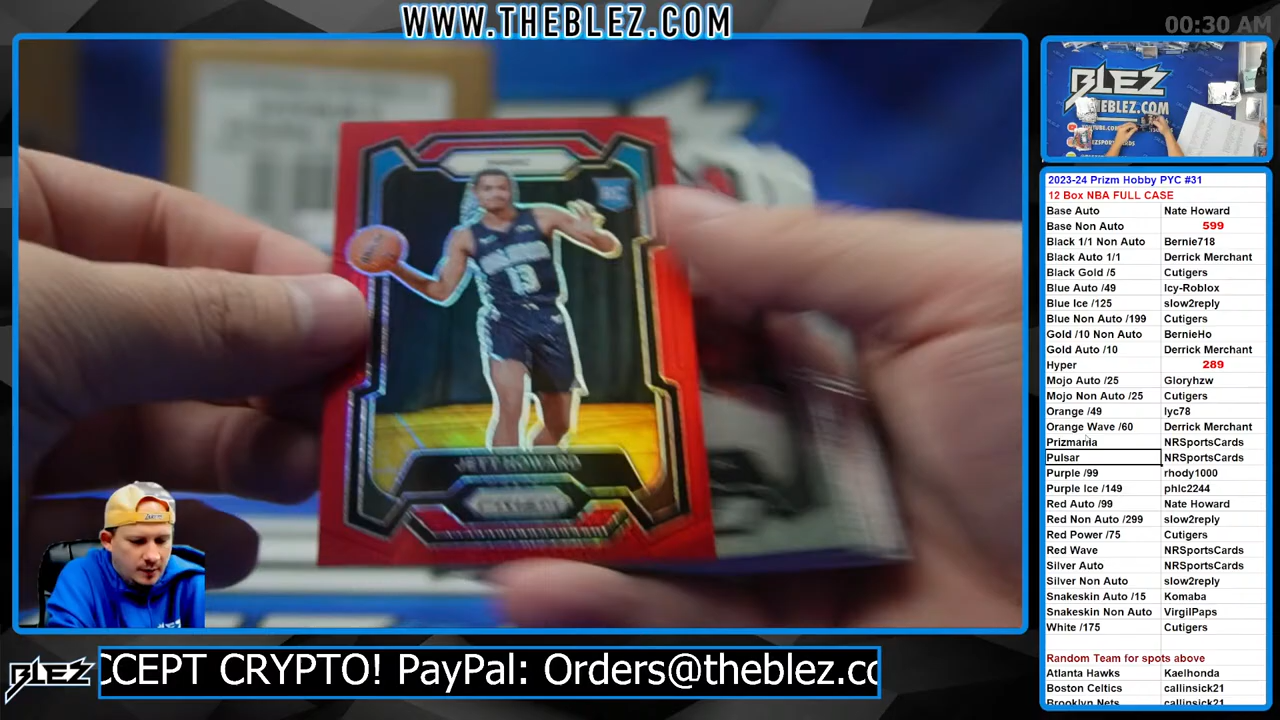 WWW.THEBLEZ.COM
00:30 AM
BLEZ
THEBLEZ.COM
2023-24 Prizm Hobby PYC #31
12 Box NBA FULL CASE
Base Auto Nate Howard
Base Non Auto 599
Black 1/1 Non Auto Bernie718
Black Auto 1/1 Derrick Merchant
Black Gold /5 Cutigers
Blue Auto /49 Icy-Roblox
Blue Ice /125 slow2reply
Blue Non Auto /199 Cutigers
Gold /10 Non Auto BernieHo
Gold Auto /10 Derrick Merchant
Hyper 289
Mojo Auto /25 Gloryhzw
Mojo Non Auto /25 Cutigers
Orange /49 lyc78
Orange Wave /60 Derrick Merchant
Prizmania NRSportsCards
Pulsar NRSportsCards
Purple /99 rhody1000
Purple Ice /149 phlc2244
Red Auto /99 Nate Howard
Red Non Auto /299 slow2reply
Red Power /75 Cutigers
Red Wave NRSportsCards
Silver Auto NRSportsCards
Silver Non Auto slow2reply
Snakeskin Auto /15 Komaba
Snakeskin Non Auto VirgilPaps
White /175 Cutigers
Random Team for spots above
Atlanta Hawks Kaelhonda
Boston Celtics callinsick21
Brooklyn Nets callinsick21
RC
13
JETT HOWARD
PRIZM
BLEZ
CCEPT CRYPTO! PayPal: Orders@theblez.co